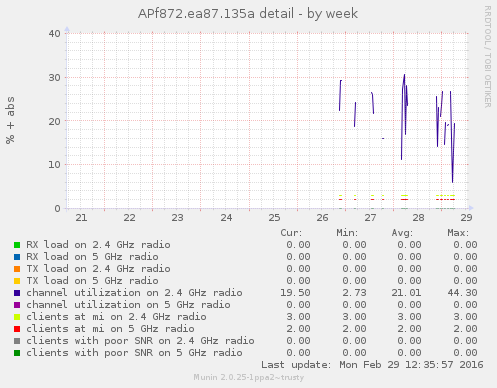 APf872.ea87.135a detail - by week
RRDTOOL / TOBI OETIKER
% + abs
40
30
20
10
0
21 22 23 24 25 26 27 28 29
Cur: Min: Avg: Max:
RX load on 2.4 GHz radio 0.00 0.00 0.00 0.00
RX load on 5 GHz radio 0.00 0.00 0.00 0.00
TX load on 2.4 GHz radio 0.00 0.00 0.00 0.00
TX load on 5 GHz radio 0.00 0.00 0.00 0.00
channel utilization on 2.4 GHz radio 19.50 2.73 21.01 44.30
channel utilization on 5 GHz radio 0.00 0.00 0.00 0.00
clients at mi on 2.4 GHz radio 3.00 3.00 3.00 3.00
clients at mi on 5 GHz radio 2.00 2.00 2.00 2.00
clients with poor SNR on 2.4 GHz radio 0.00 0.00 0.00 0.00
clients with poor SNR on 5 GHz radio 0.00 0.00 0.00 0.00
Last update: Mon Feb 29 12:35:57 2016
Munin 2.0.25-1ppa2~trusty